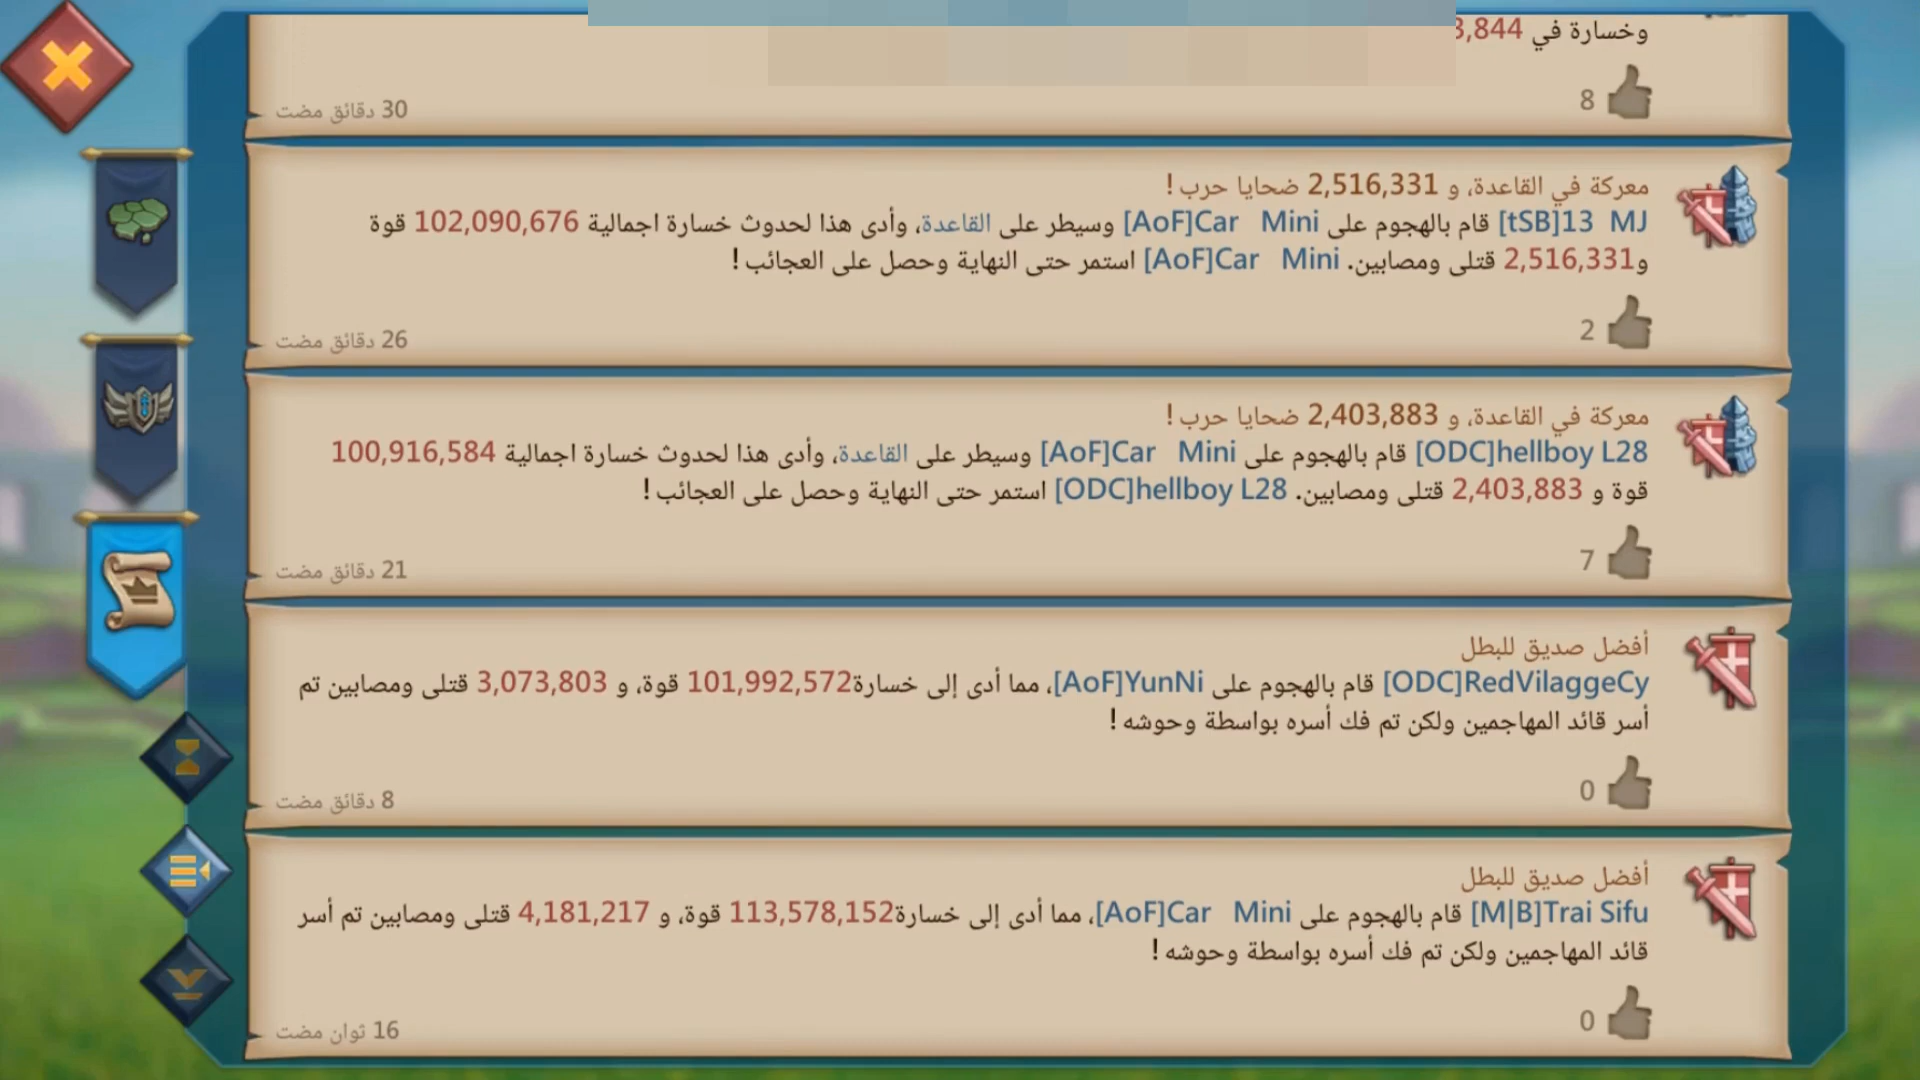 وخسارة في
8
30 دقائق مضت
معركة في القاعدة، و 2,516,331 ضحايا حرب!
[tSB]13 MJ قام بالهجوم على [AoF]Car Mini وسيطر على القاعدة، وأدى هذا لحدوث خسارة اجمالية 102,090,676 قوة
و2,516,331 قتلى ومصابين. [AoF]Car Mini استمر حتى النهاية وحصل على العجائب!
2
26 دقائق مضت
معركة في القاعدة، و 2,403,883 ضحايا حرب!
[ODC]hellboy L28 قام بالهجوم على [AoF]Car Mini وسيطر على القاعدة، وأدى هذا لحدوث خسارة اجمالية 100,916,584
قوة و 2,403,883 قتلى ومصابين. [ODC]hellboy L28 استمر حتى النهاية وحصل على العجائب!
7
21 دقائق مضت
أفضل صديق للبطل
[ODC]RedVilaggeCy قام بالهجوم على [AoF]YunNi، مما أدى إلى خسارة101,992,572 قوة، و 3,073,803 قتلى ومصابين تم
أسر قائد المهاجمين ولكن تم فك أسره بواسطة وحوشه!
0
8 دقائق مضت
أفضل صديق للبطل
[M|B]Trai Sifu قام بالهجوم على [AoF]Car Mini، مما أدى إلى خسارة113,578,152 قوة، و 4,181,217 قتلى ومصابين تم أسر
قائد المهاجمين ولكن تم فك أسره بواسطة وحوشه!
0
16 ثوان مضت